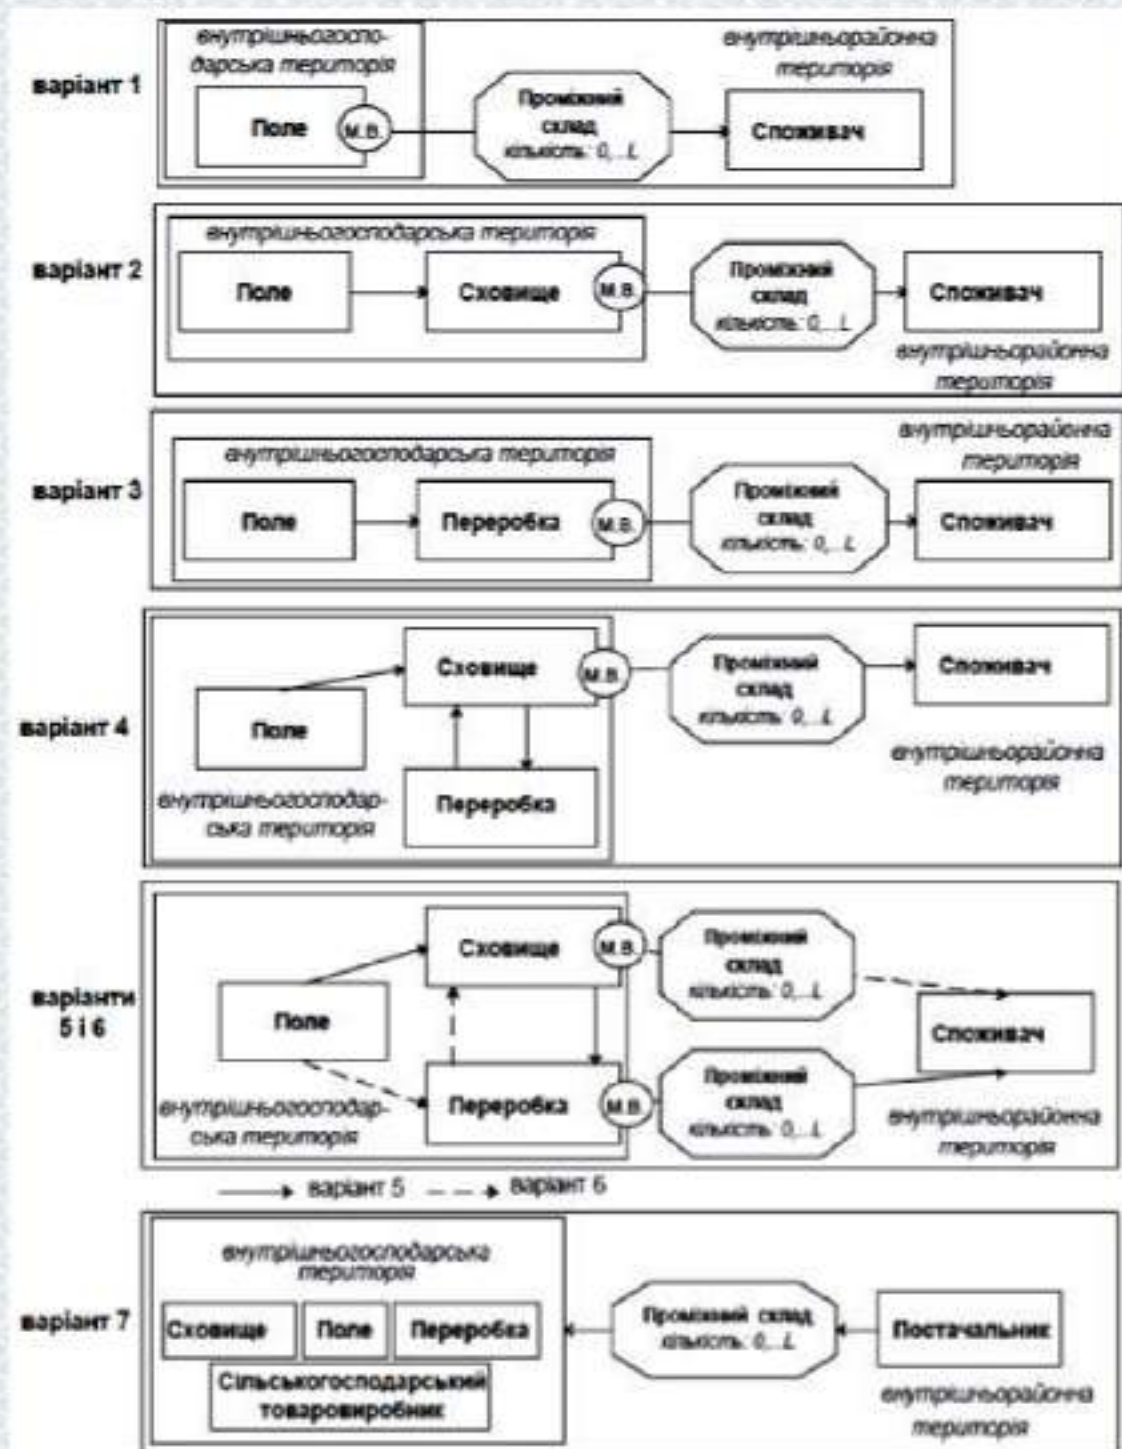 внутрішньогоспо-
дарська територія
внутрішньорайонна
територія
варіант 1
Поле
М.В.
Проміжний
склад
кількість: 0,...L
Споживач
внутрішньогосподарська територія
варіант 2
Поле
Сховище
М.В.
Проміжний
склад
кількість: 0,...L
Споживач
внутрішньорайонна
територія
внутрішньогосподарська територія
внутрішньорайонна
територія
варіант 3
Поле
Переробка
М.В.
Проміжний
склад
кількість: 0,...L
Споживач
варіант 4
Сховище
М.В.
Проміжний
склад
кількість: 0,...L
Споживач
Поле
Переробка
внутрішньогосподар-
ська територія
внутрішньорайонна
територія
варіанти
5 і 6
Сховище
М.В.
Проміжний
склад
кількість: 0,...L
Поле
Споживач
Переробка
М.В.
Проміжний
склад
кількість: 0,...L
внутрішньогосподар-
ська територія
внутрішньорайонна
територія
варіант 5
варіант 6
внутрішньогосподарська
територія
варіант 7
Сховище
Поле
Переробка
Сільськогосподарський
товаровиробник
Проміжний склад
кількість: 0,...L
Постачальник
внутрішньорайонна
територія